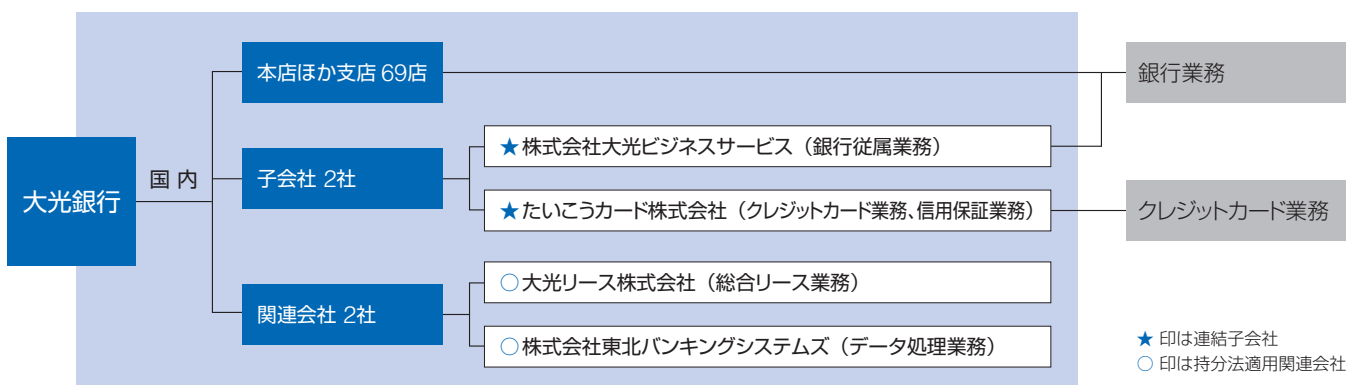 大光銀行
国内
本店ほか支店 69店
銀行業務
子会社 2社
★株式会社大光ビジネスサービス（銀行従属業務）
★たいこうカード株式会社（クレジットカード業務、信用保証業務）
クレジットカード業務
関連会社 2社
○大光リース株式会社（総合リース業務）
○株式会社東北バンキングシステムズ（データ処理業務）
★ 印は連結子会社
○ 印は持分法適用関連会社